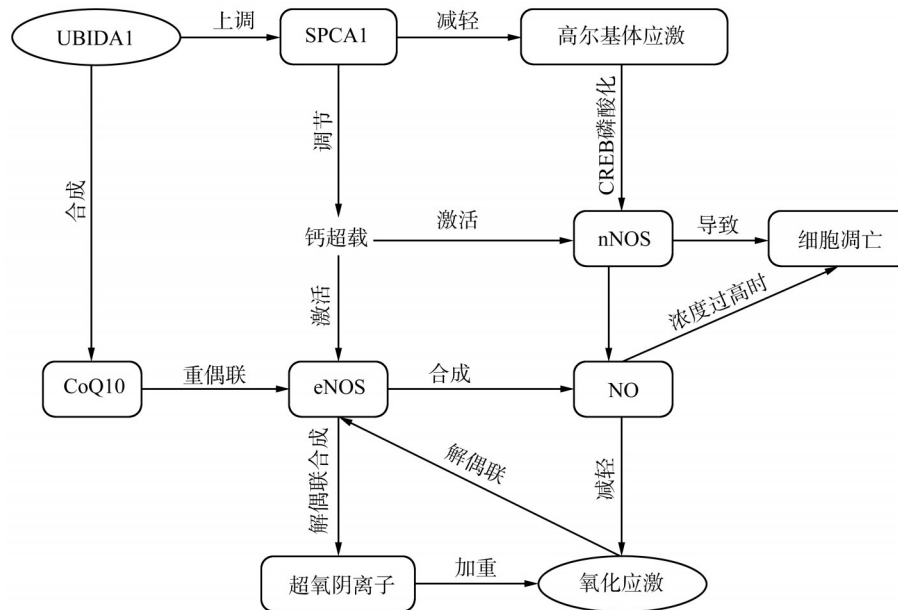 UBIDA1
上调
SPCA1
减轻
高尔基体应激
合成
调节
CREB磷酸化
钙超载
激活
nNOS
导致
细胞凋亡
激活
浓度过高时
CoQ10
重偶联
eNOS
合成
NO
解偶联合成
解偶联
减轻
超氧阴离子
加重
氧化应激